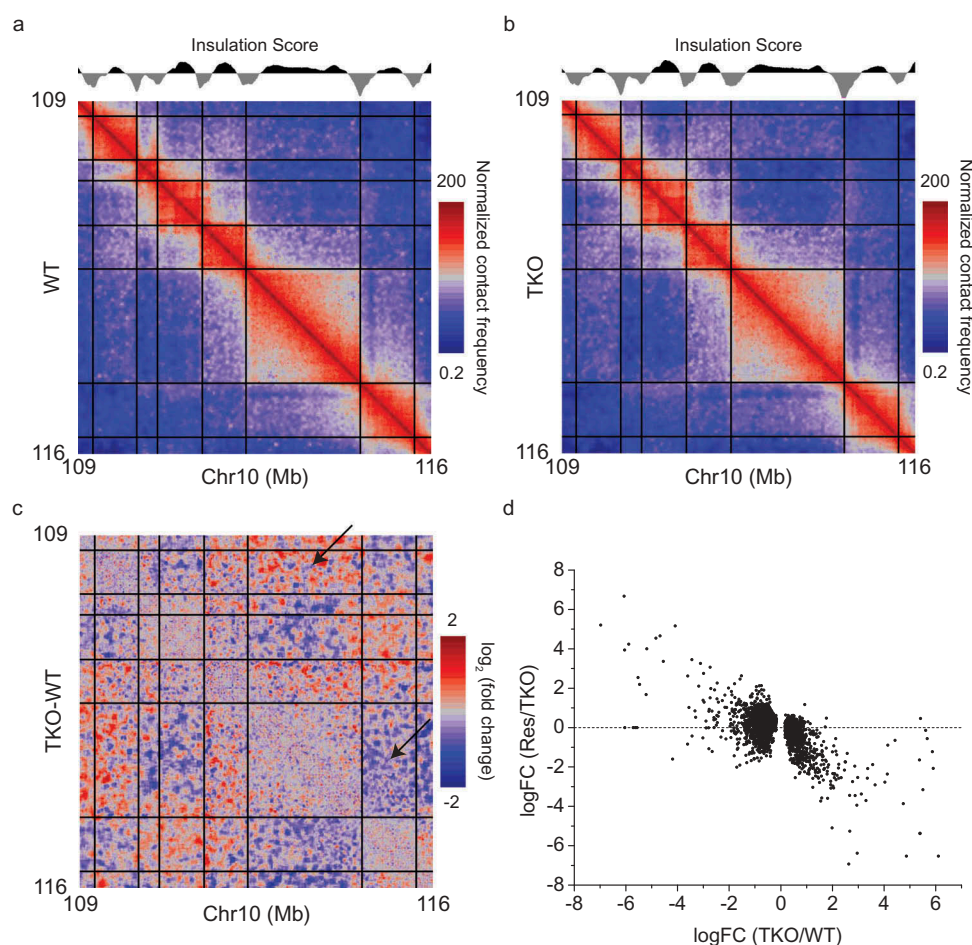 a
Insulation Score
109
WT
116
109
Chr10 (Mb)
116
200
Normalized contact frequency
0.2
b
Insulation Score
109
TKO
116
109
Chr10 (Mb)
116
200
Normalized contact frequency
0.2
c
109
TKO-WT
116
109
Chr10 (Mb)
116
2
log2 (fold change)
-2
d
8
6
4
2
0
-2
-4
-6
-8
logFC (Res/TKO)
-8 -6 -4 -2 0 2 4 6 8
logFC (TKO/WT)